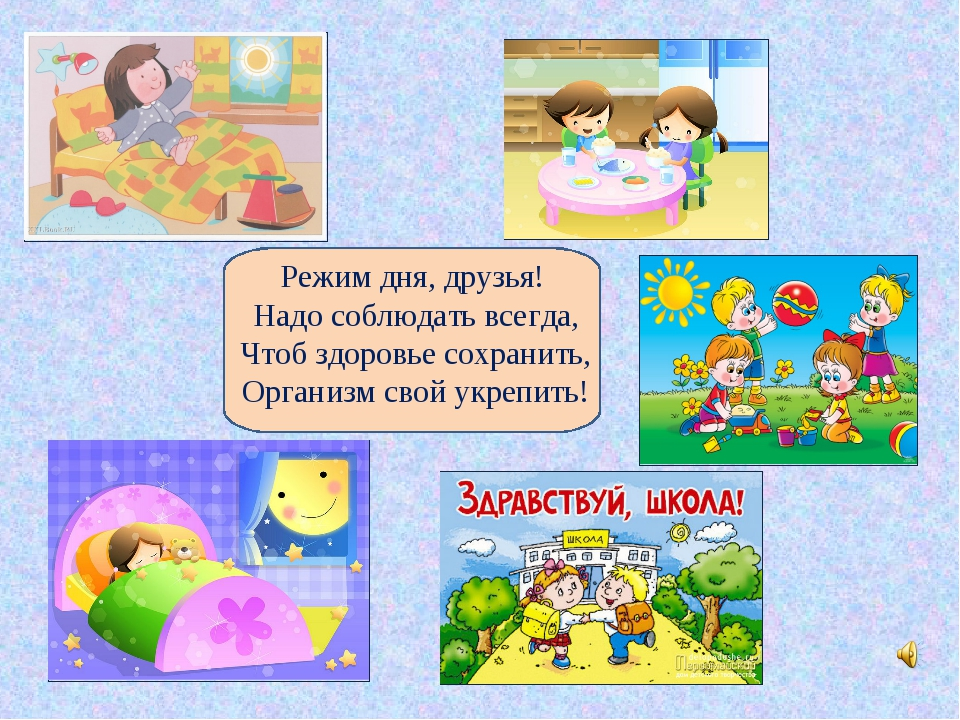 Режим дня, друзья!
Надо соблюдать всегда,
Чтоб здоровье сохранить,
Организм свой укрепить!
ЗДРАВСТВУЙ, ШКОЛА!
ШКОЛА